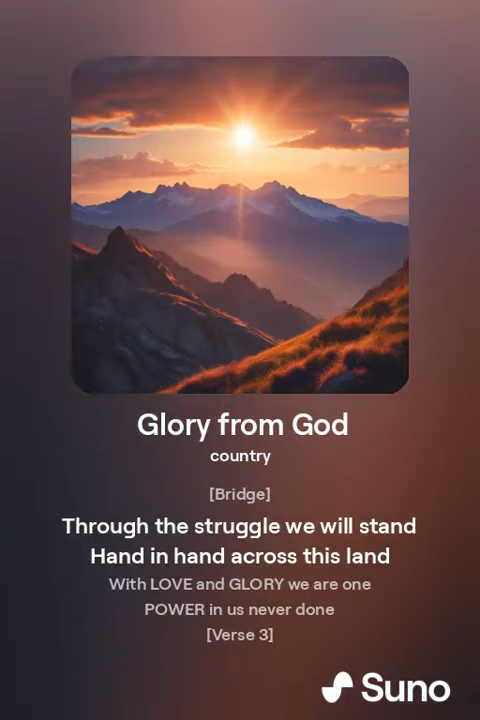 Glory from God
country
[Bridge]
Through the struggle we will stand
Hand in hand across this land
With LOVE and GLORY we are one
POWER in us never done
[Verse 3]
Suno